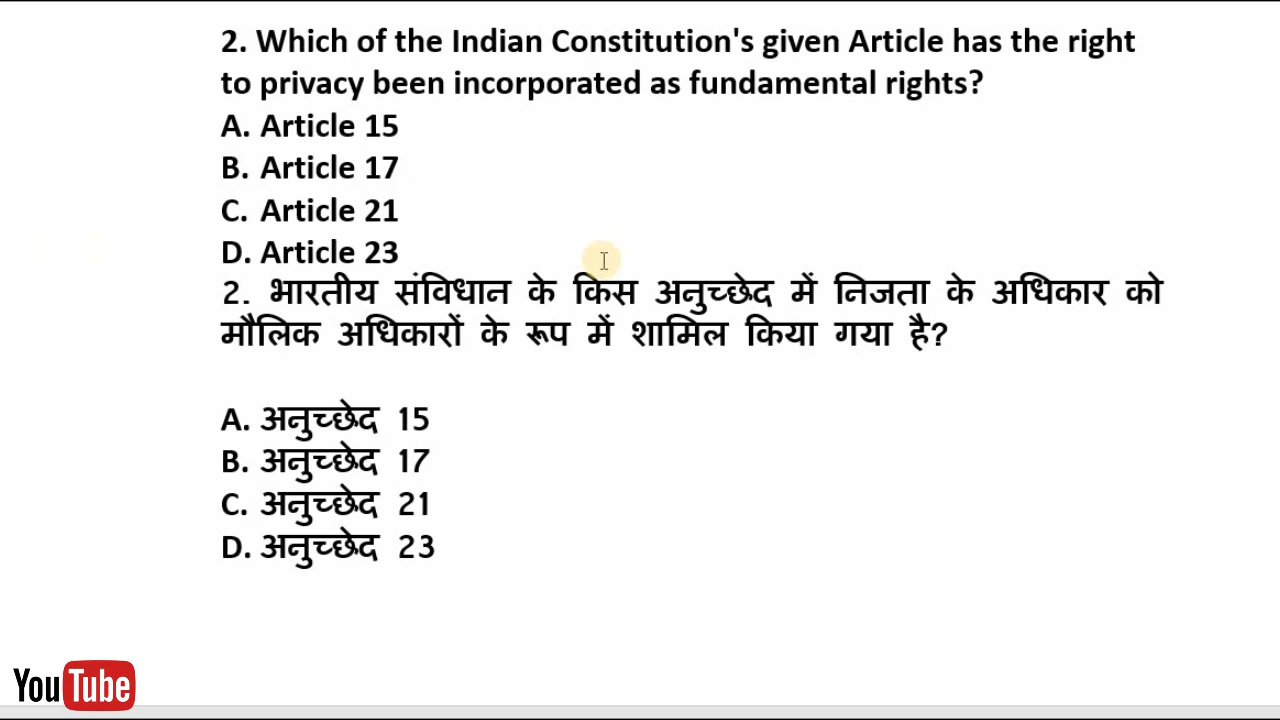 2. Which of the Indian Constitution's given Article has the right
to privacy been incorporated as fundamental rights?
A. Article 15
B. Article 17
C. Article 21
D. Article 23
2. भारतीय संविधान के किस अनुच्छेद में निजता के अधिकार को
मौलिक अधिकारों के रूप में शामिल किया गया है?
A. अनुच्छेद 15
B. अनुच्छेद 17
C. अनुच्छेद 21
D. अनुच्छेद 23
YouTube